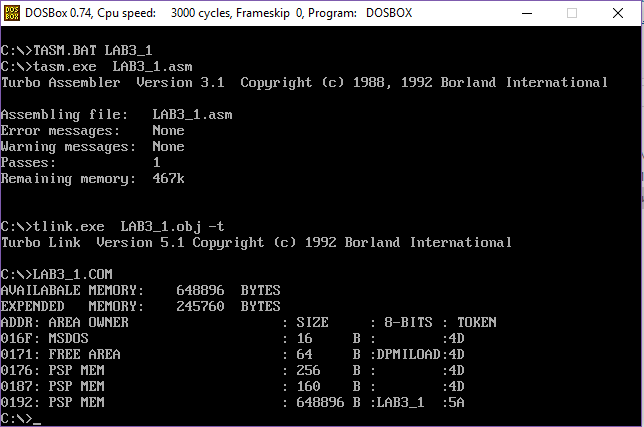 DOSBox 0.74, Cpu speed: 3000 cycles, Frameskip 0, Program: DOSBOX
C:\>TASM.BAT LAB3_1
C:\>tasm.exe LAB3_1.asm
Turbo Assembler Version 3.1 Copyright (c) 1988, 1992 Borland International
Assembling file: LAB3_1.asm
Error messages: None
Warning messages: None
Passes: 1
Remaining memory: 467k
C:\>tlink.exe LAB3_1.obj -t
Turbo Link Version 5.1 Copyright (c) 1992 Borland International
C:\>LAB3_1.COM
AVAILABALE MEMORY: 648896 BYTES
EXPENDED MEMORY: 245760 BYTES
ADDR: AREA OWNER : SIZE : 8-BITS : TOKEN
016F: MSDOS : 16 B : :4D
0171: FREE AREA : 64 B :DPMILOAD:4D
0176: PSP MEM : 256 B : :4D
0187: PSP MEM : 160 B : :4D
0192: PSP MEM : 648896 B :LAB3_1 :5A
C:\>_